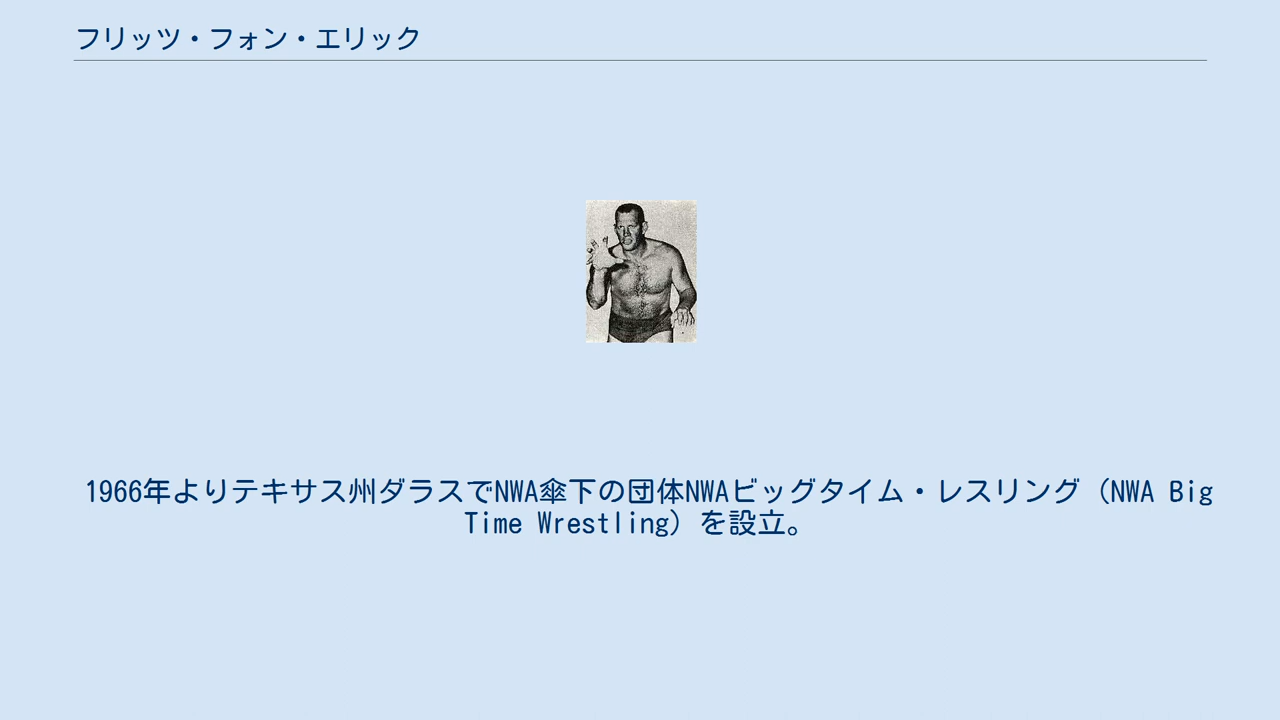 フリッツ・フォン・エリック
1966年よりテキサス州ダラスでNWA傘下の団体NWAビッグタイム・レスリング（NWA Big
Time Wrestling）を設立。